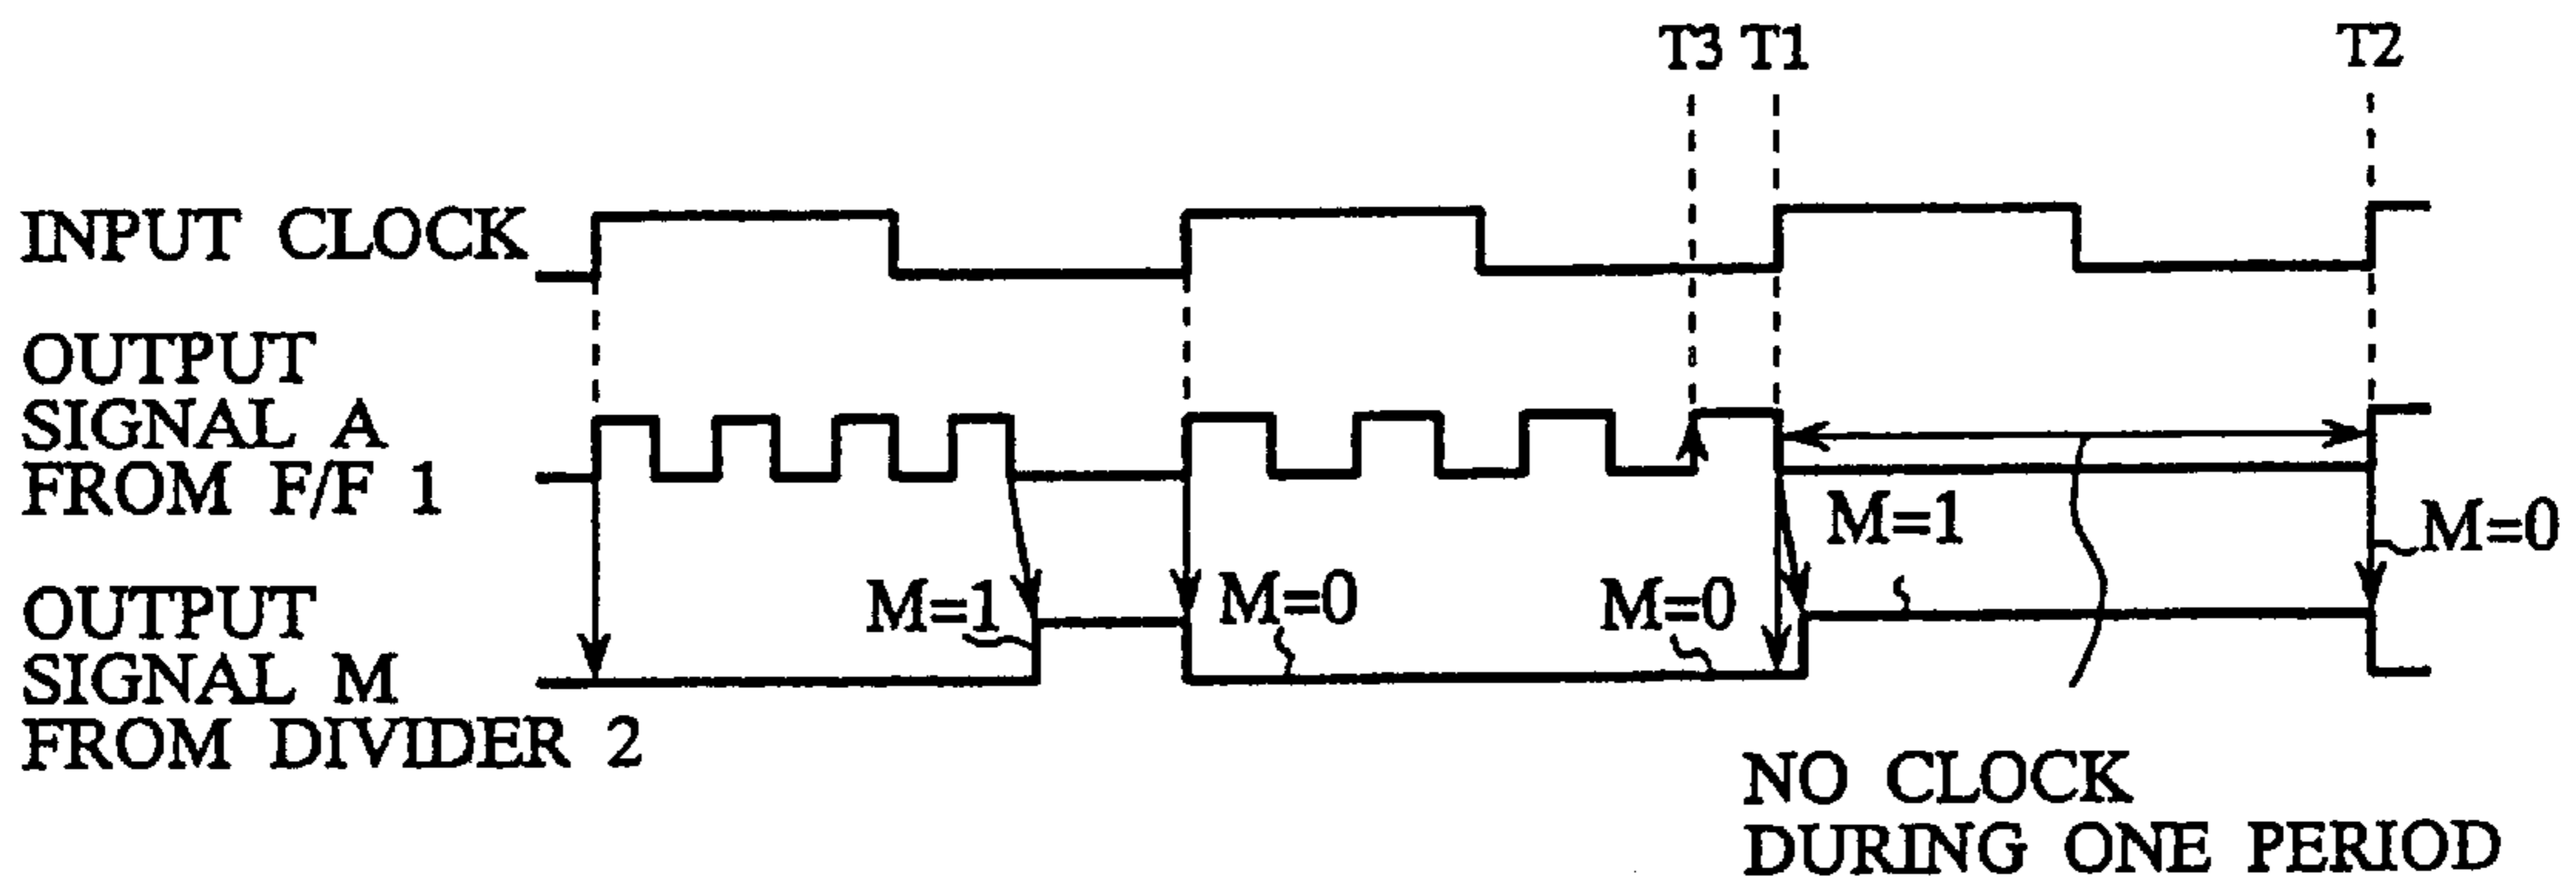 T3 T1 T2
INPUT CLOCK
OUTPUT
SIGNAL A
FROM F/F 1
M=1
M=0
M=1
M=0
M=0
OUTPUT
SIGNAL M
FROM DIVIDER 2
NO CLOCK
DURING ONE PERIOD